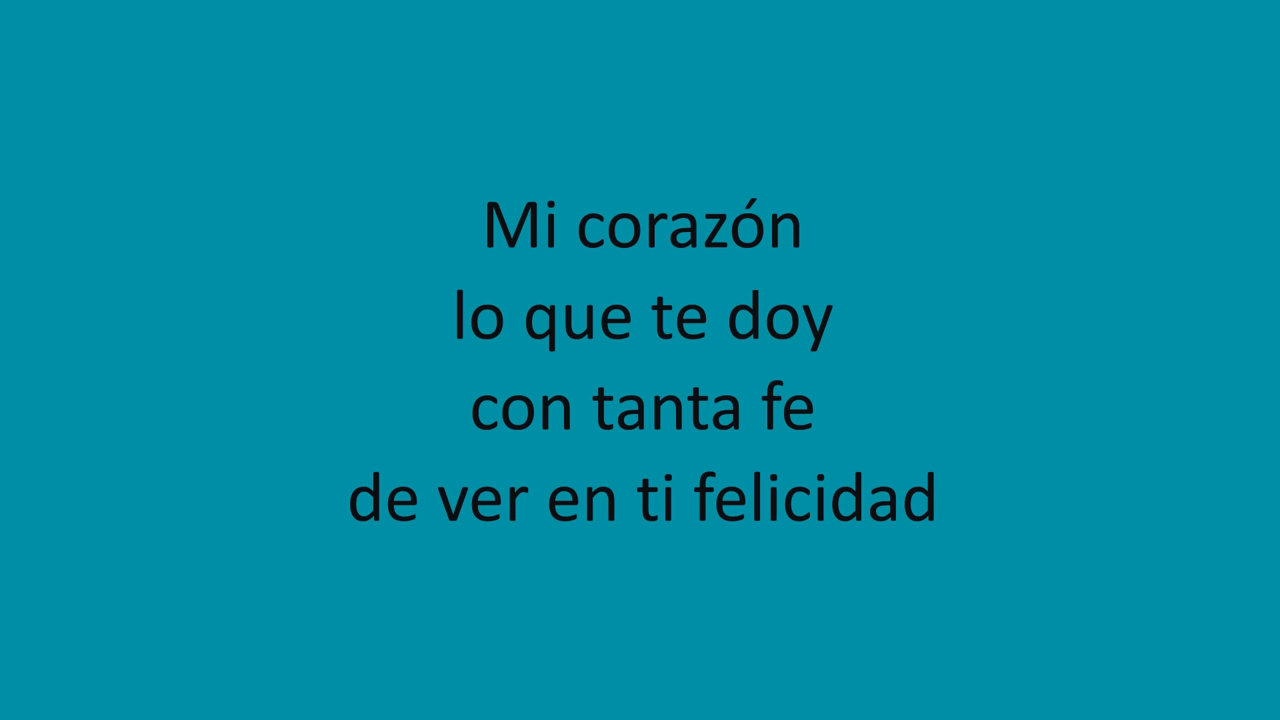 Mi corazón
lo que te doy
con tanta fe
de ver en ti felicidad